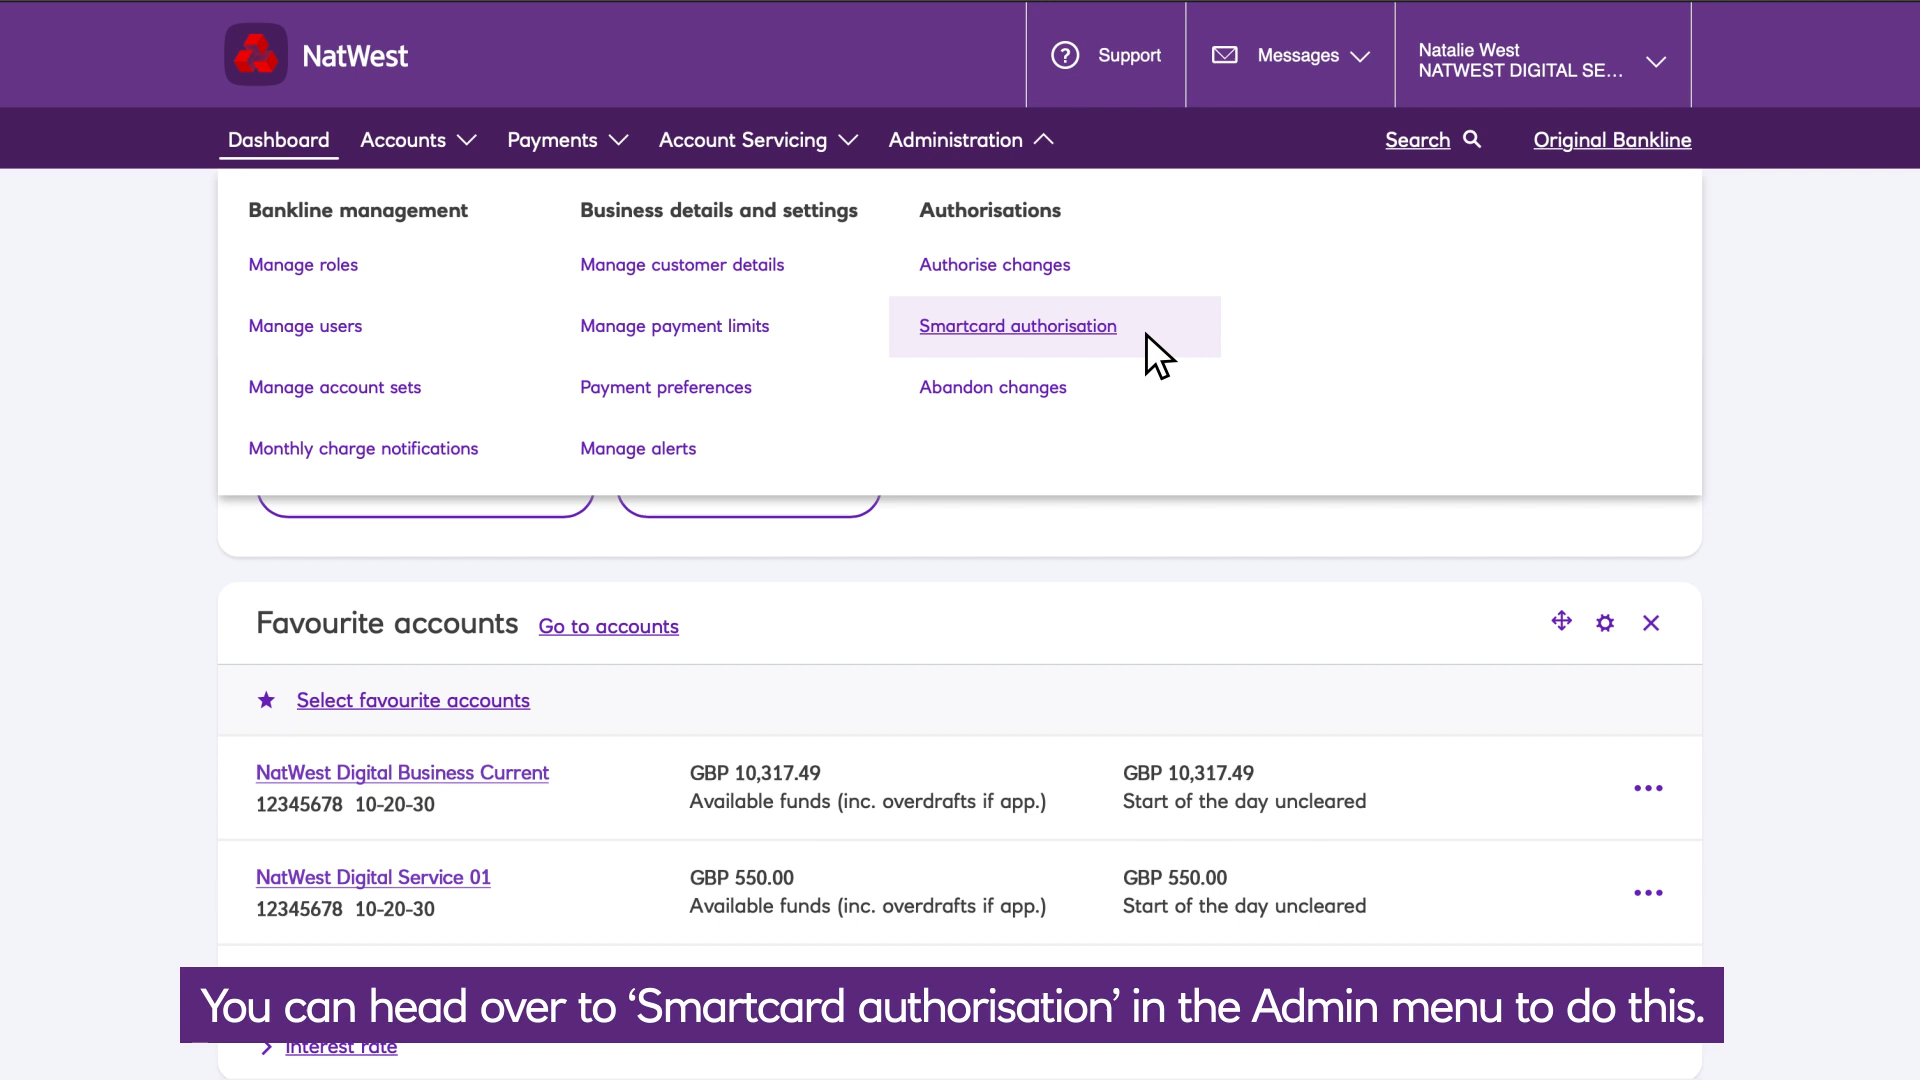 NatWest
Support
Messages
Natalie West
NATWEST DIGITAL SE...
Dashboard
Accounts
Payments
Account Servicing
Administration
Search
Original Bankline
Bankline management
Manage roles
Manage users
Manage account sets
Monthly charge notifications
Business details and settings
Manage customer details
Manage payment limits
Payment preferences
Manage alerts
Authorisations
Authorise changes
Smartcard authorisation
Abandon changes
Favourite accounts
Go to accounts
Select favourite accounts
NatWest Digital Business Current
12345678 10-20-30
GBP 10,317.49
Available funds (inc. overdrafts if app.)
GBP 10,317.49
Start of the day uncleared
NatWest Digital Service 01
12345678 10-20-30
GBP 550.00
Available funds (inc. overdrafts if app.)
GBP 550.00
Start of the day uncleared
You can head over to ‘Smartcard authorisation’ in the Admin menu to do this.
Interest rate